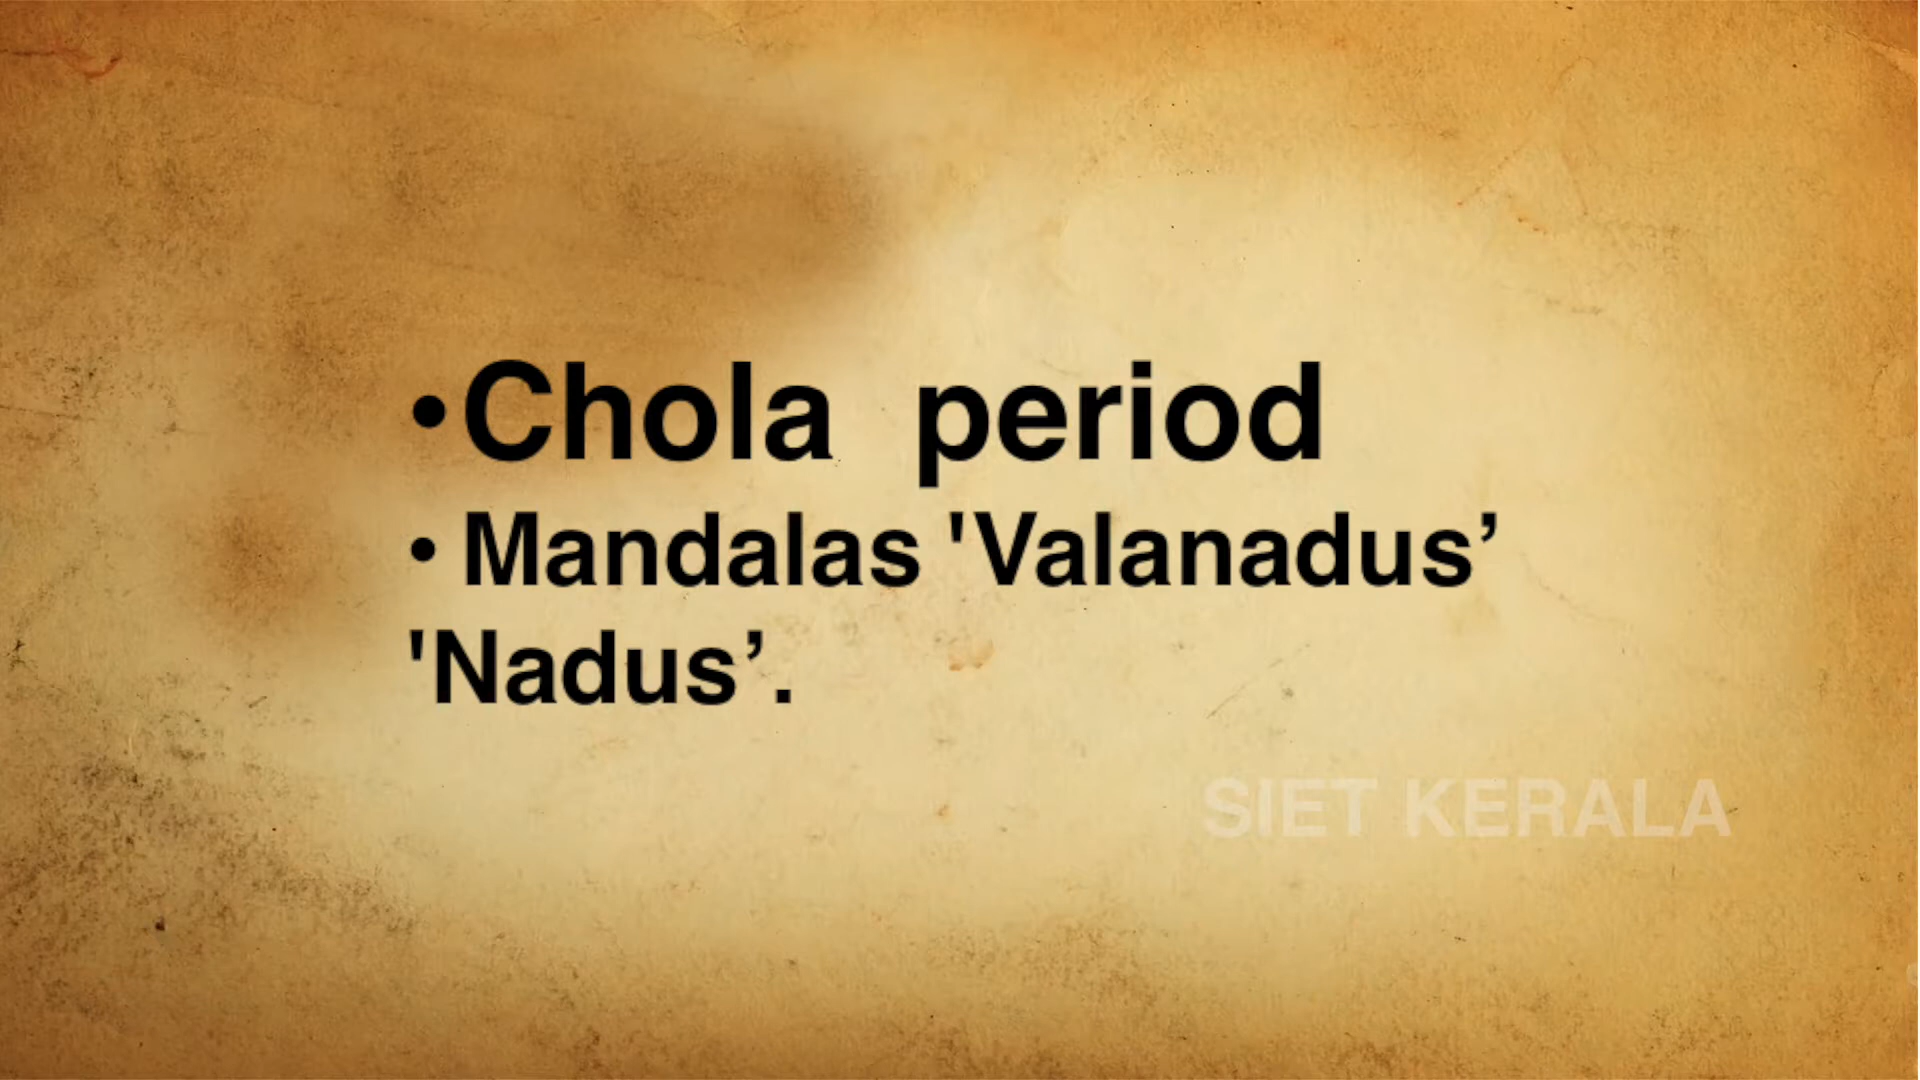 •Chola period
• Mandalas 'Valanadus’
'Nadus’.
SIET KERALA